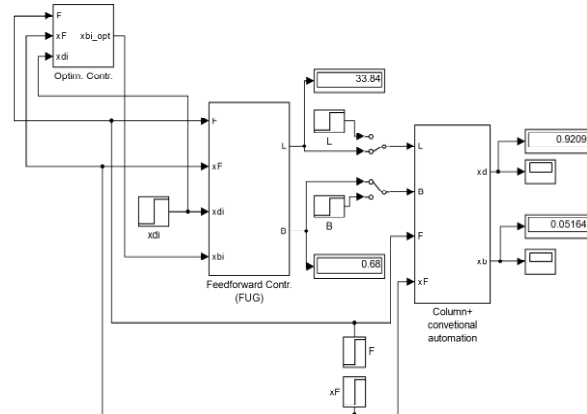 F
xF
xbi_opt
xdi
Optim. Contr.
33.84
F
L
L
L
0.9209
xd
xF
B
xdi
B
xdi
B
F
0.05164
xb
xbi
0.68
xF
Feedforward Contr.
(FUG)
Column+
convetional
automation
F
xF